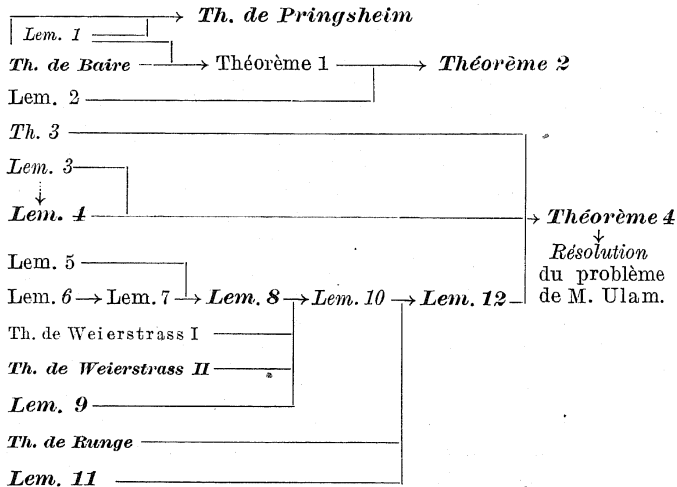 Th. de Pringsheim
Lem. 1
Th. de Baire Théorème 1 Théorème 2
Lem. 2
Th. 3
Lem. 3
Lem. 4 Théorème 4
Résolution
Lem. 5 du problème
Lem. 6 Lem. 7 Lem. 8 Lem. 10 Lem. 12 de M. Ulam.
Th. de Weierstrass I
Th. de Weierstrass II
Lem. 9
Th. de Runge
Lem. 11